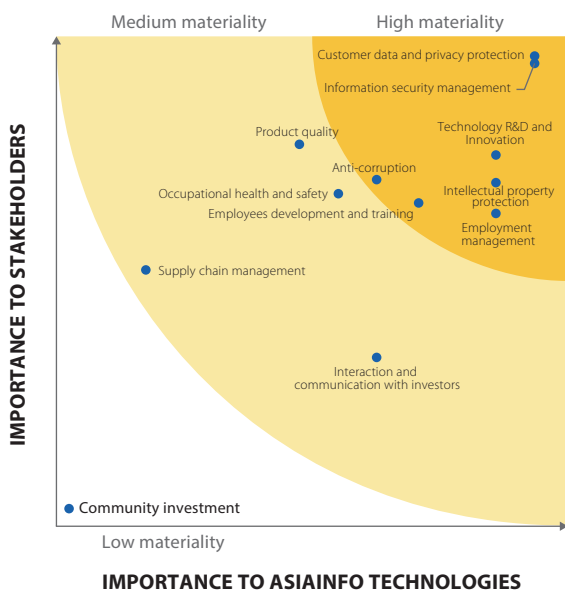 Medium materiality
High materiality
Customer data and privacy protection
Information security management
Technology R&D and
Innovation
Product quality
Anti-corruption
Occupational health and safety
Intellectual property
protection
Employees development and training
Employment
management
Supply chain management
Interaction and
communication with investors
Community investment
Low materiality
IMPORTANCE TO STAKEHOLDERS
IMPORTANCE TO ASIAINFO TECHNOLOGIES